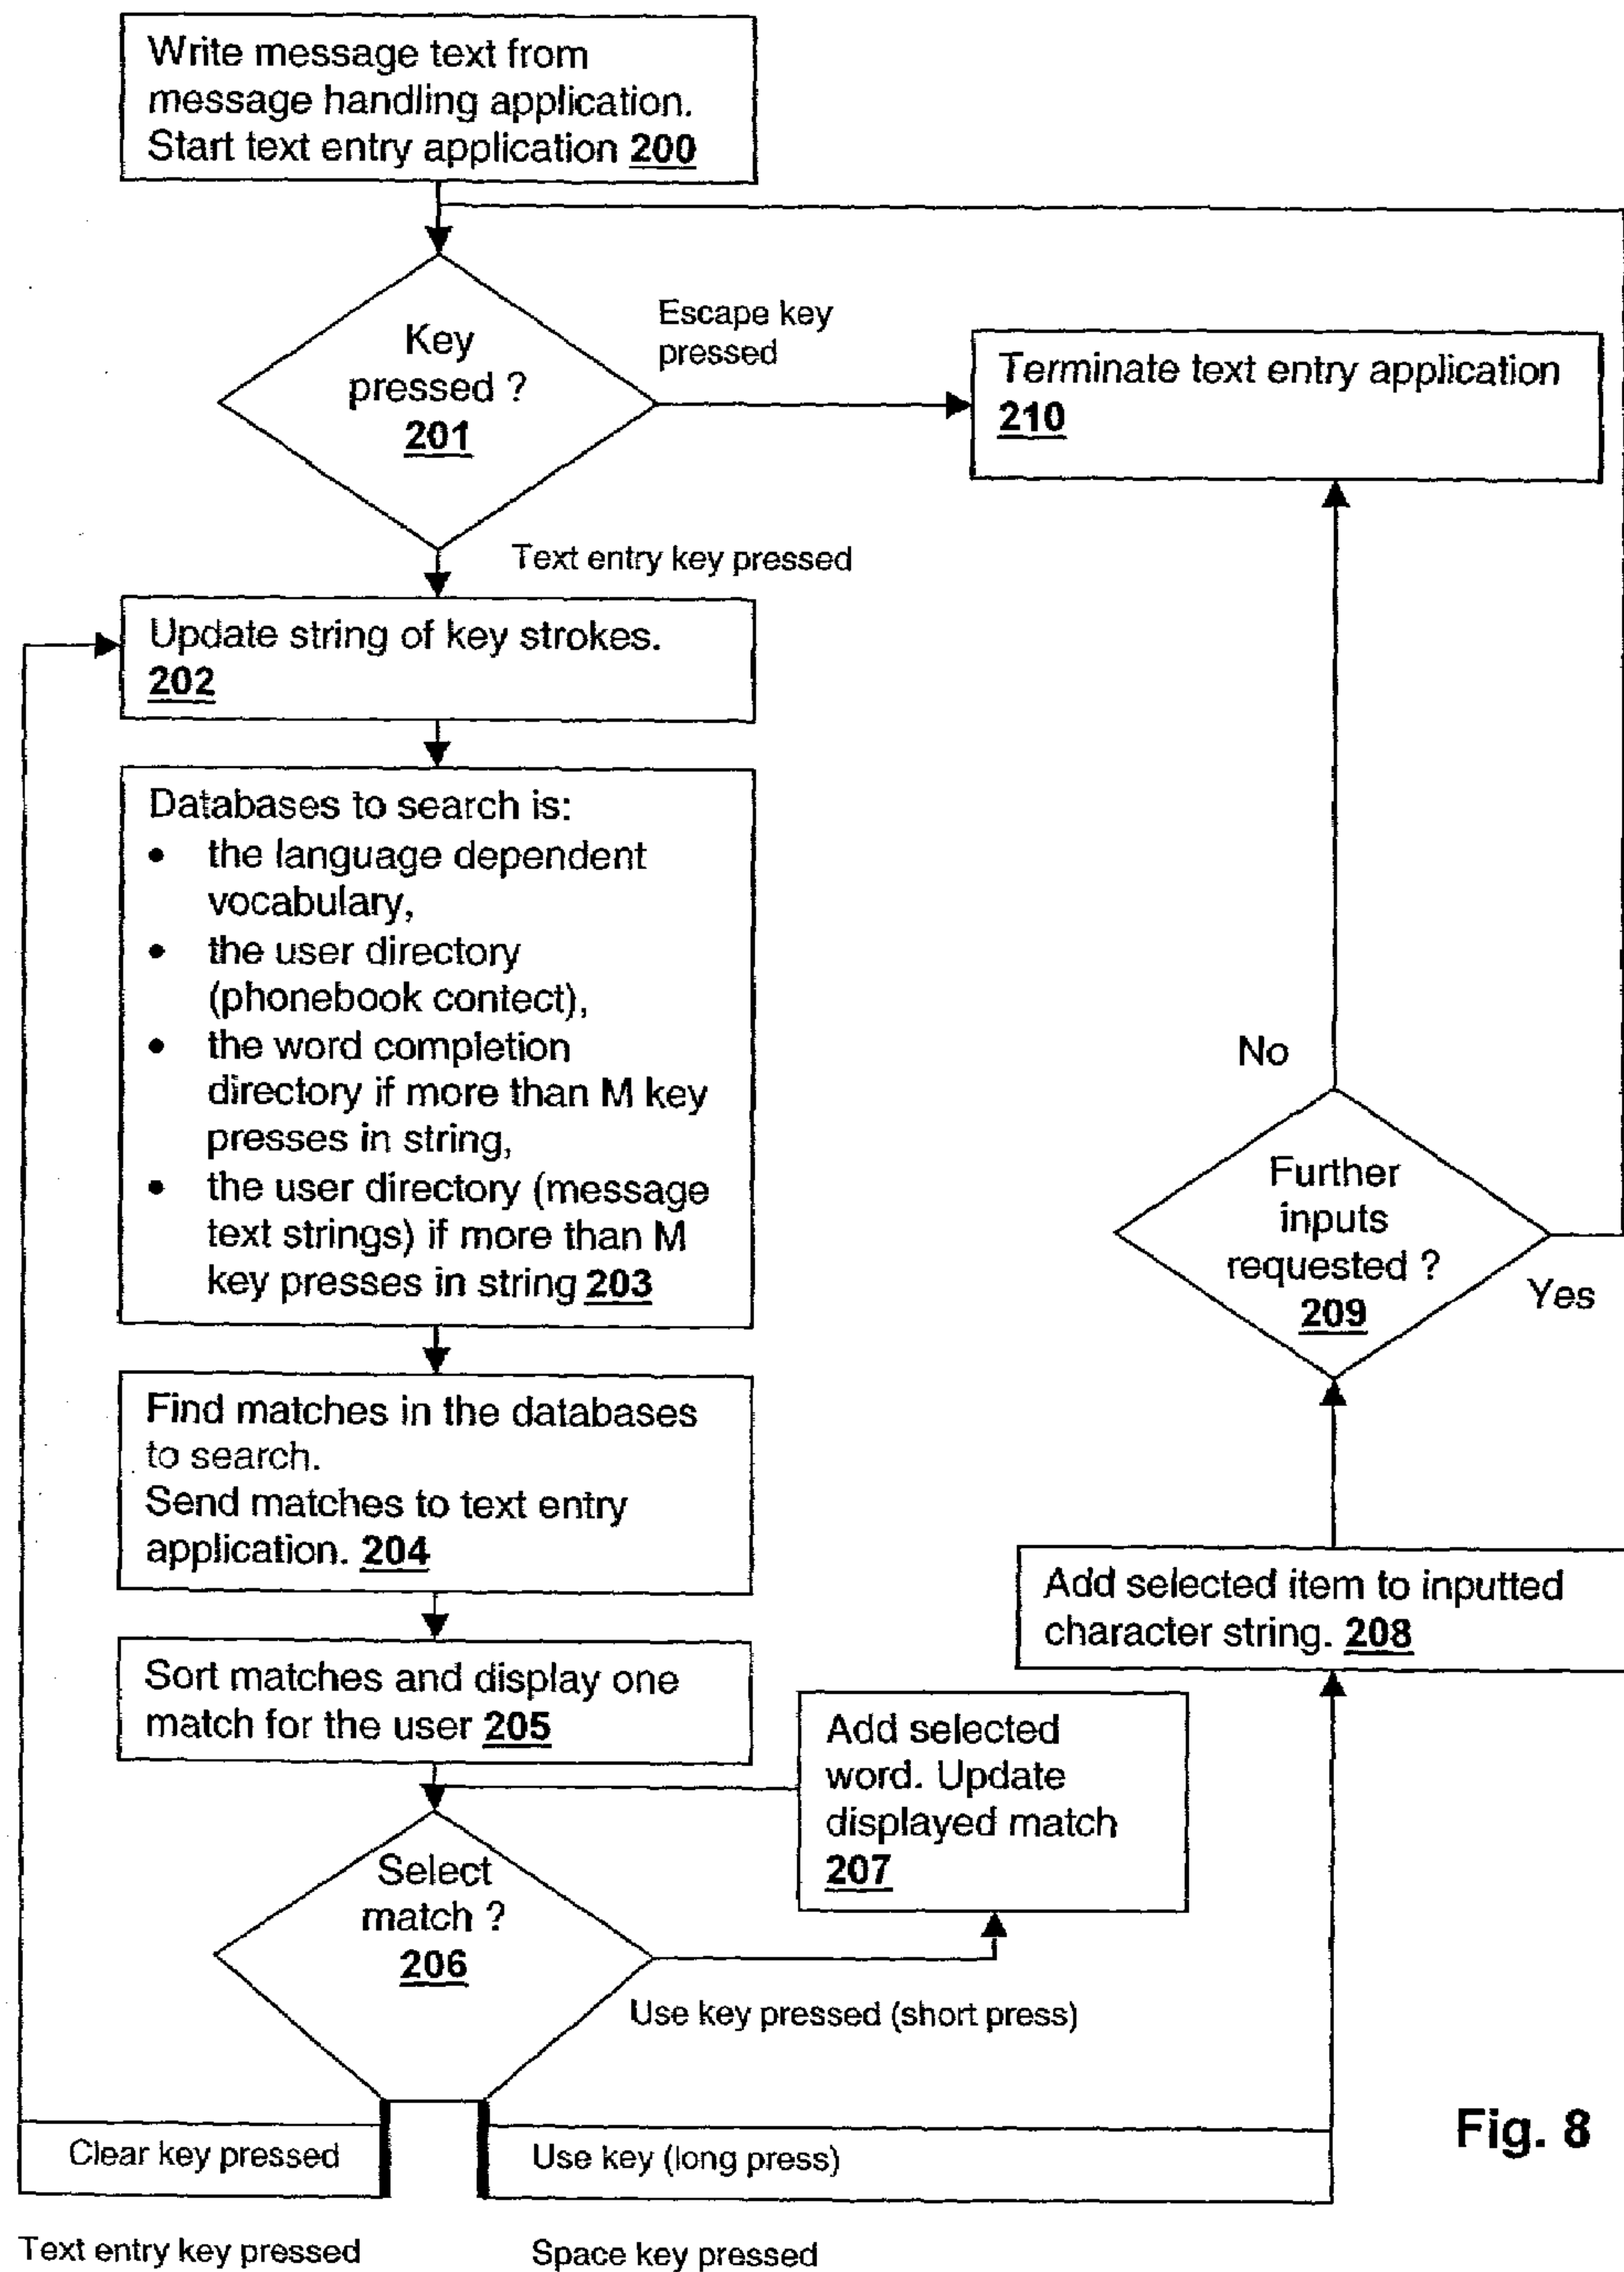 Write message text from
message handling application.
Start text entry application 200
Key
pressed ?
201
Escape key
pressed
Terminate text entry application
210
Text entry key pressed
Update string of key strokes.
202
Databases to search is:
• the language dependent
vocabulary,
• the user directory
(phonebook contect),
• the word completion
directory if more than M key
presses in string,
• the user directory (message
text strings) if more than M
key presses in string 203
No
Further
inputs
requested ?
209
Yes
Find matches in the databases
to search.
Send matches to text entry
application. 204
Add selected item to inputted
character string. 208
Sort matches and display one
match for the user 205
Add selected
word. Update
displayed match
207
Select
match ?
206
Use key pressed (short press)
Clear key pressed
Use key (long press)
Text entry key pressed
Space key pressed
Fig. 8